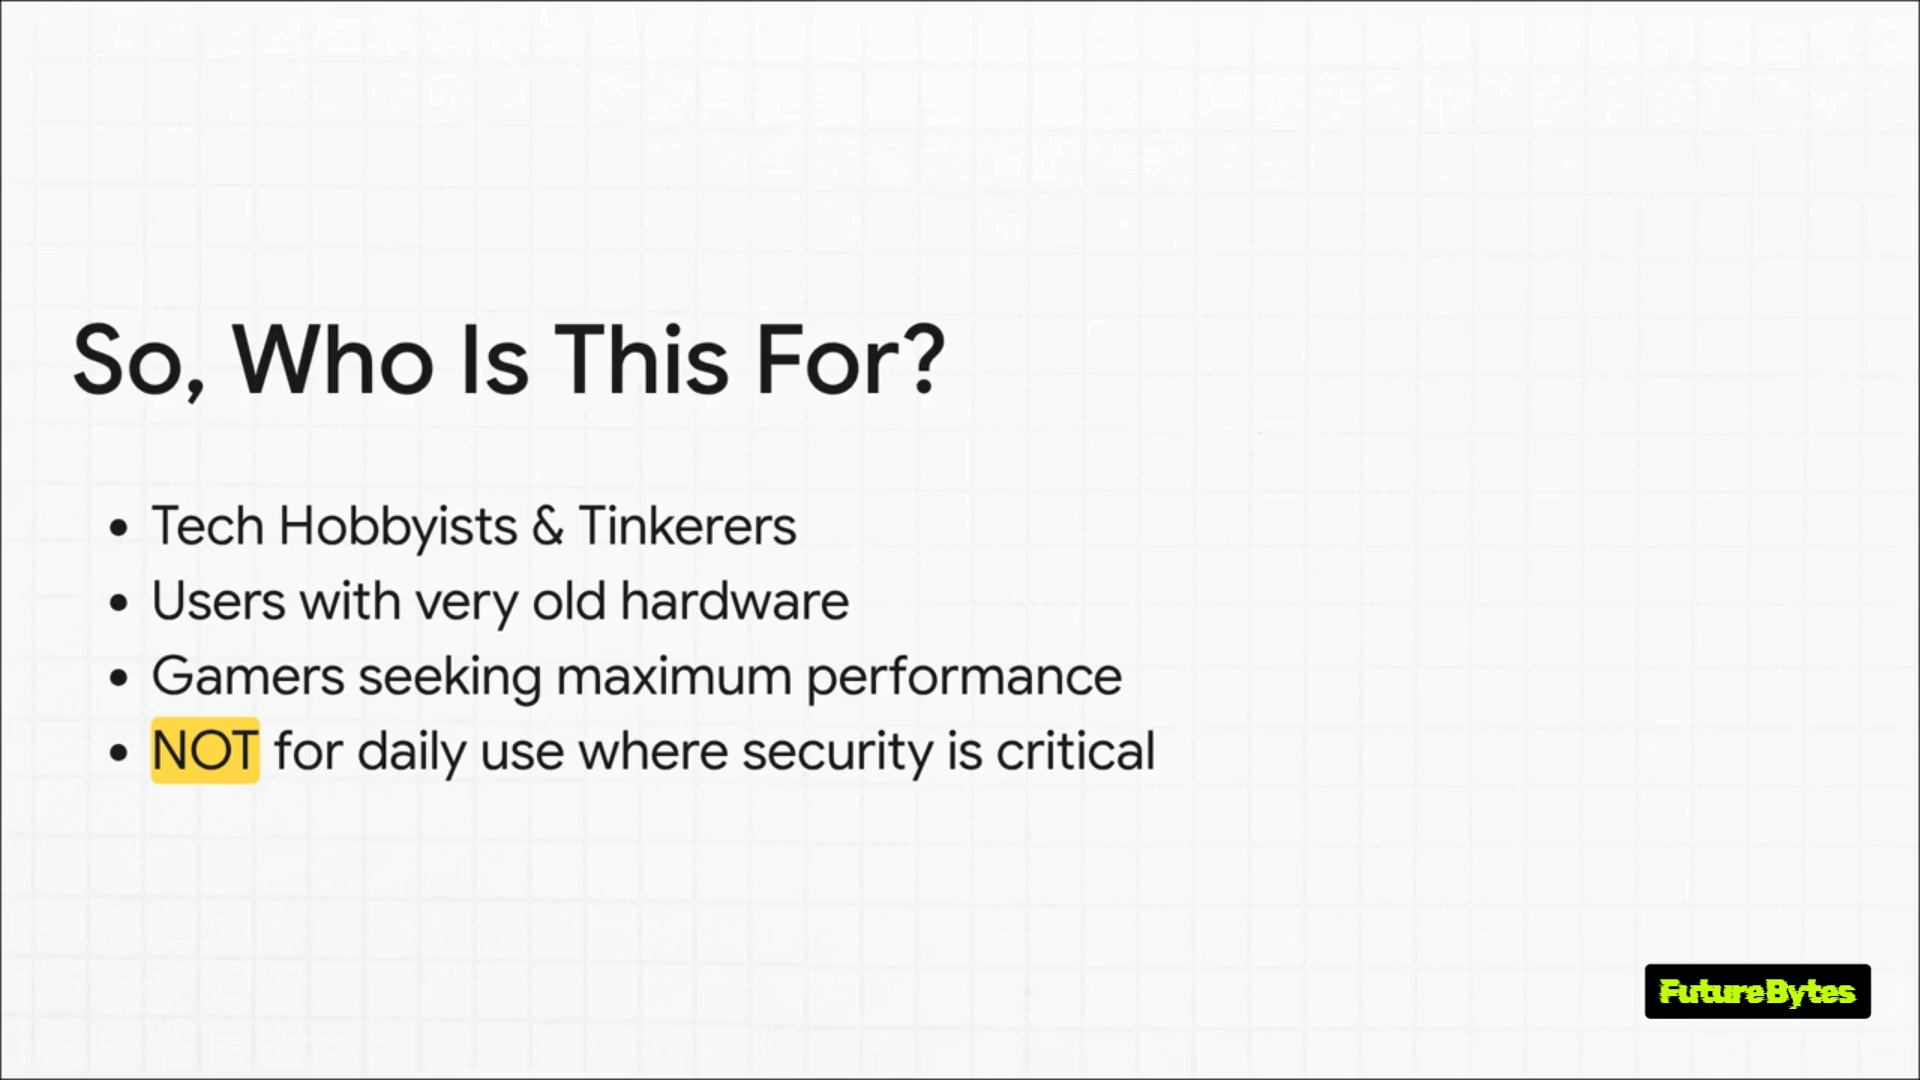 So, Who Is This For?
• Tech Hobbyists & Tinkerers
• Users with very old hardware
• Gamers seeking maximum performance
• NOT for daily use where security is critical
FutureBytes